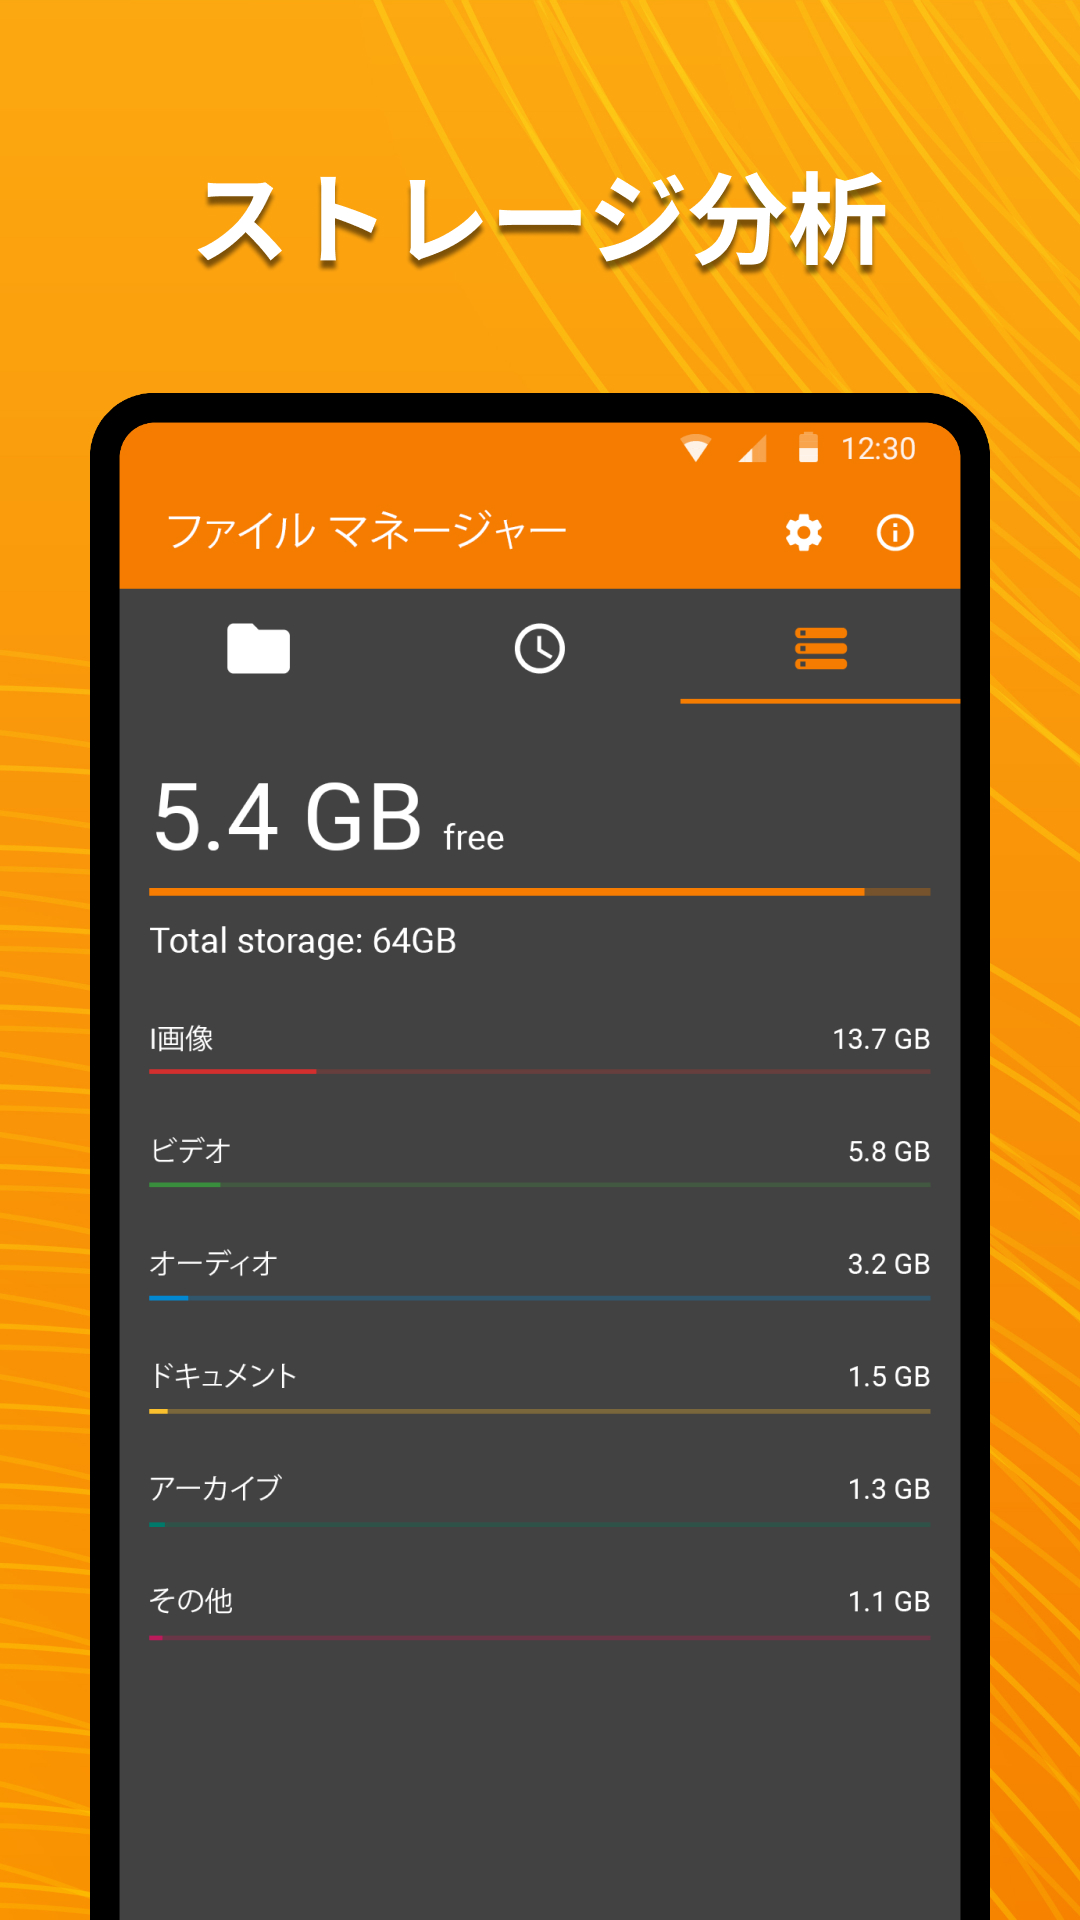 ストレージ分析
12:30
ファイル マネージャー
5.4 GB free
Total storage: 64GB
I画像 13.7 GB
ビデオ 5.8 GB
オーディオ 3.2 GB
ドキュメント 1.5 GB
アーカイブ 1.3 GB
その他 1.1 GB